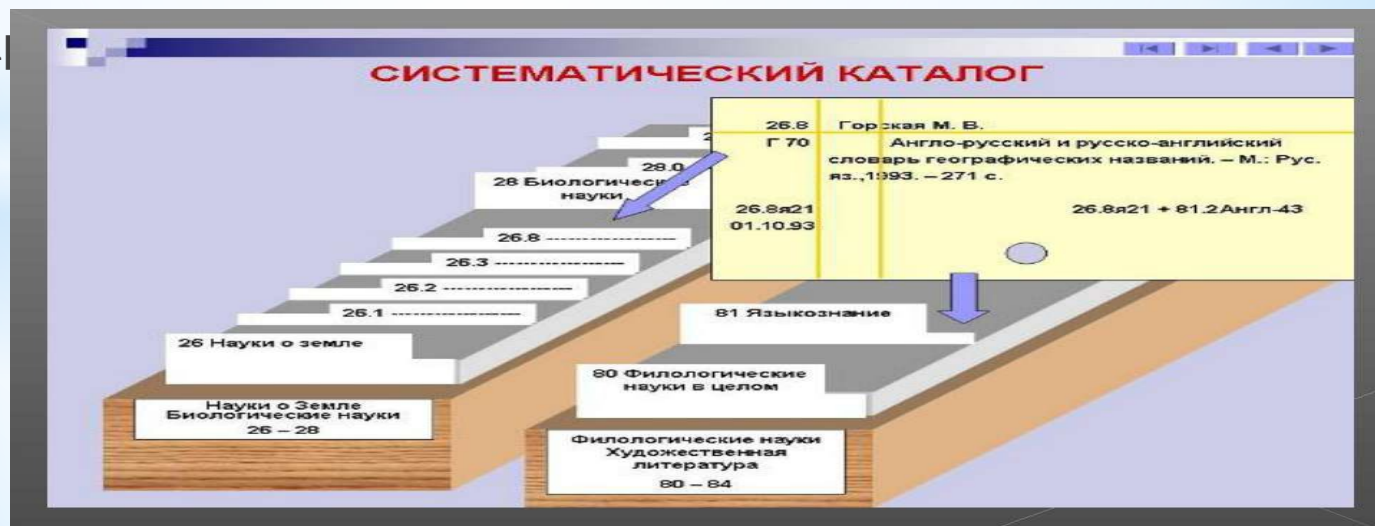 СИСТЕМАТИЧЕСКИЙ КАТАЛОГ
26.8 Горская М. В.
Г 70 Англо-русский и русско-английский
словарь географических названий. – М.: Рус.
яз.,1993. – 271 с.
26.8я21 26.8я21 + 81.2Англ-43
01.10.93
28.0
28 Биологические
науки
26.8 -------------------
26.3 -------------------
26.2 -------------------
26.1 -------------------
26 Науки о земле
Науки о Земле
Биологические науки
26 – 28
81 Языкознание
80 Филологические
науки в целом
Филологические науки
Художественная
литература
80 – 84